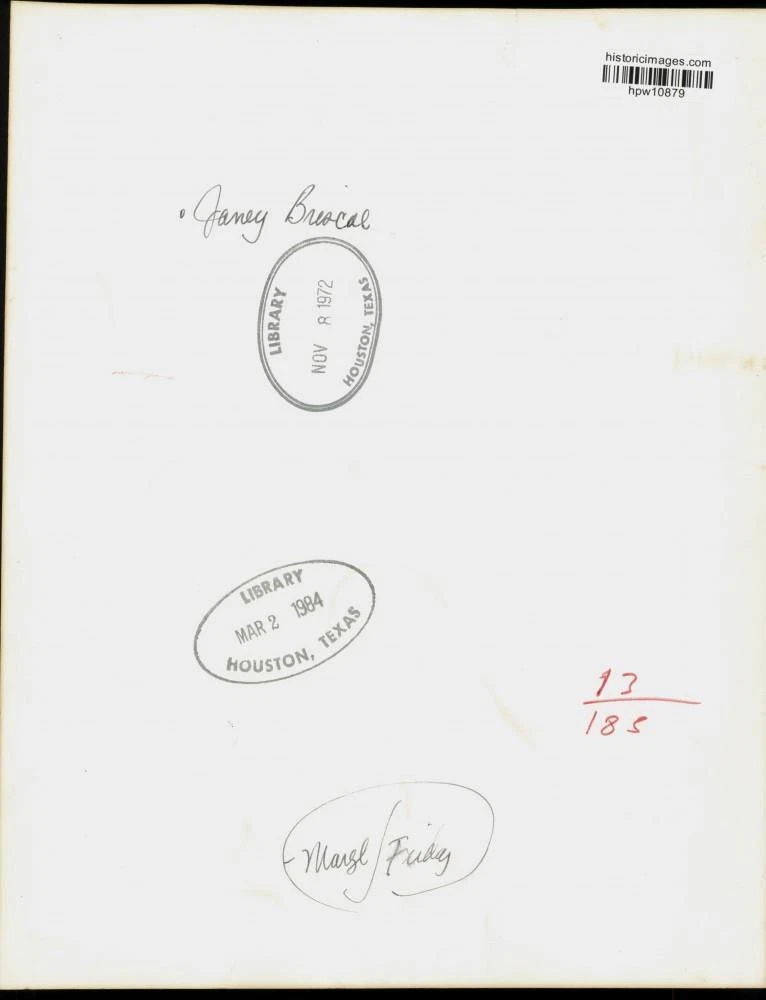 historicimages.com
hpw10879
Janey Briscoe
LIBRARY
NOV 8 1972
HOUSTON, TEXAS
LIBRARY
MAR 2 1984
HOUSTON, TEXAS
13
185
Friday